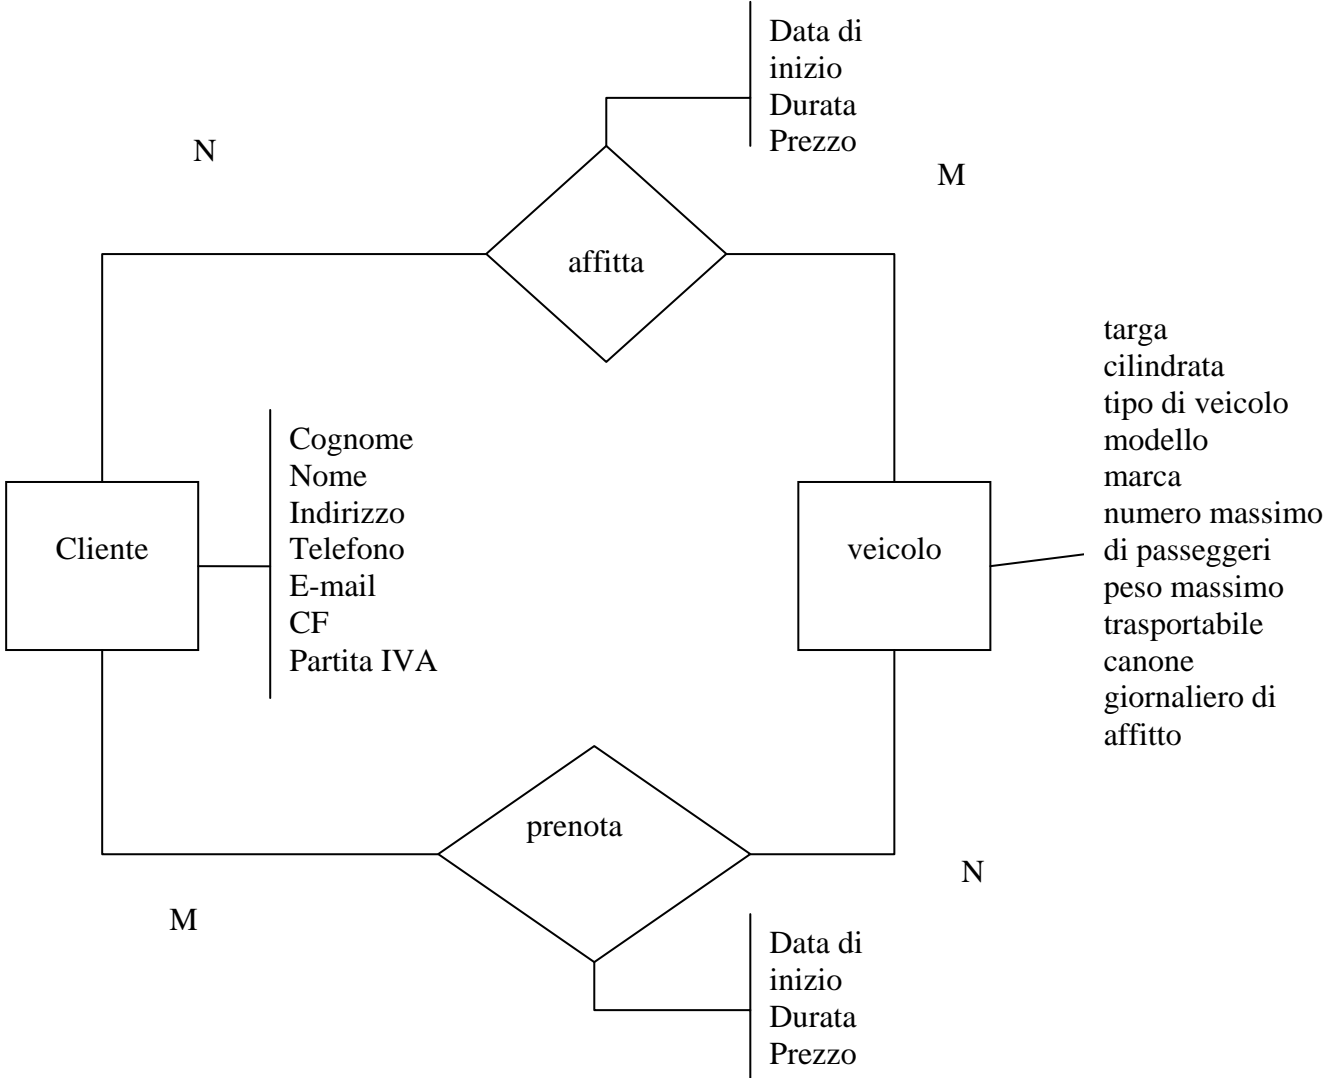 Data di
inizio
Durata
Prezzo
N
M
affitta
targa
cilindrata
tipo di veicolo
modello
marca
numero massimo
di passeggeri
peso massimo
trasportabile
canone
giornaliero di
affitto
Cognome
Nome
Indirizzo
Telefono
E-mail
CF
Partita IVA
Cliente
veicolo
prenota
N
M
Data di
inizio
Durata
Prezzo